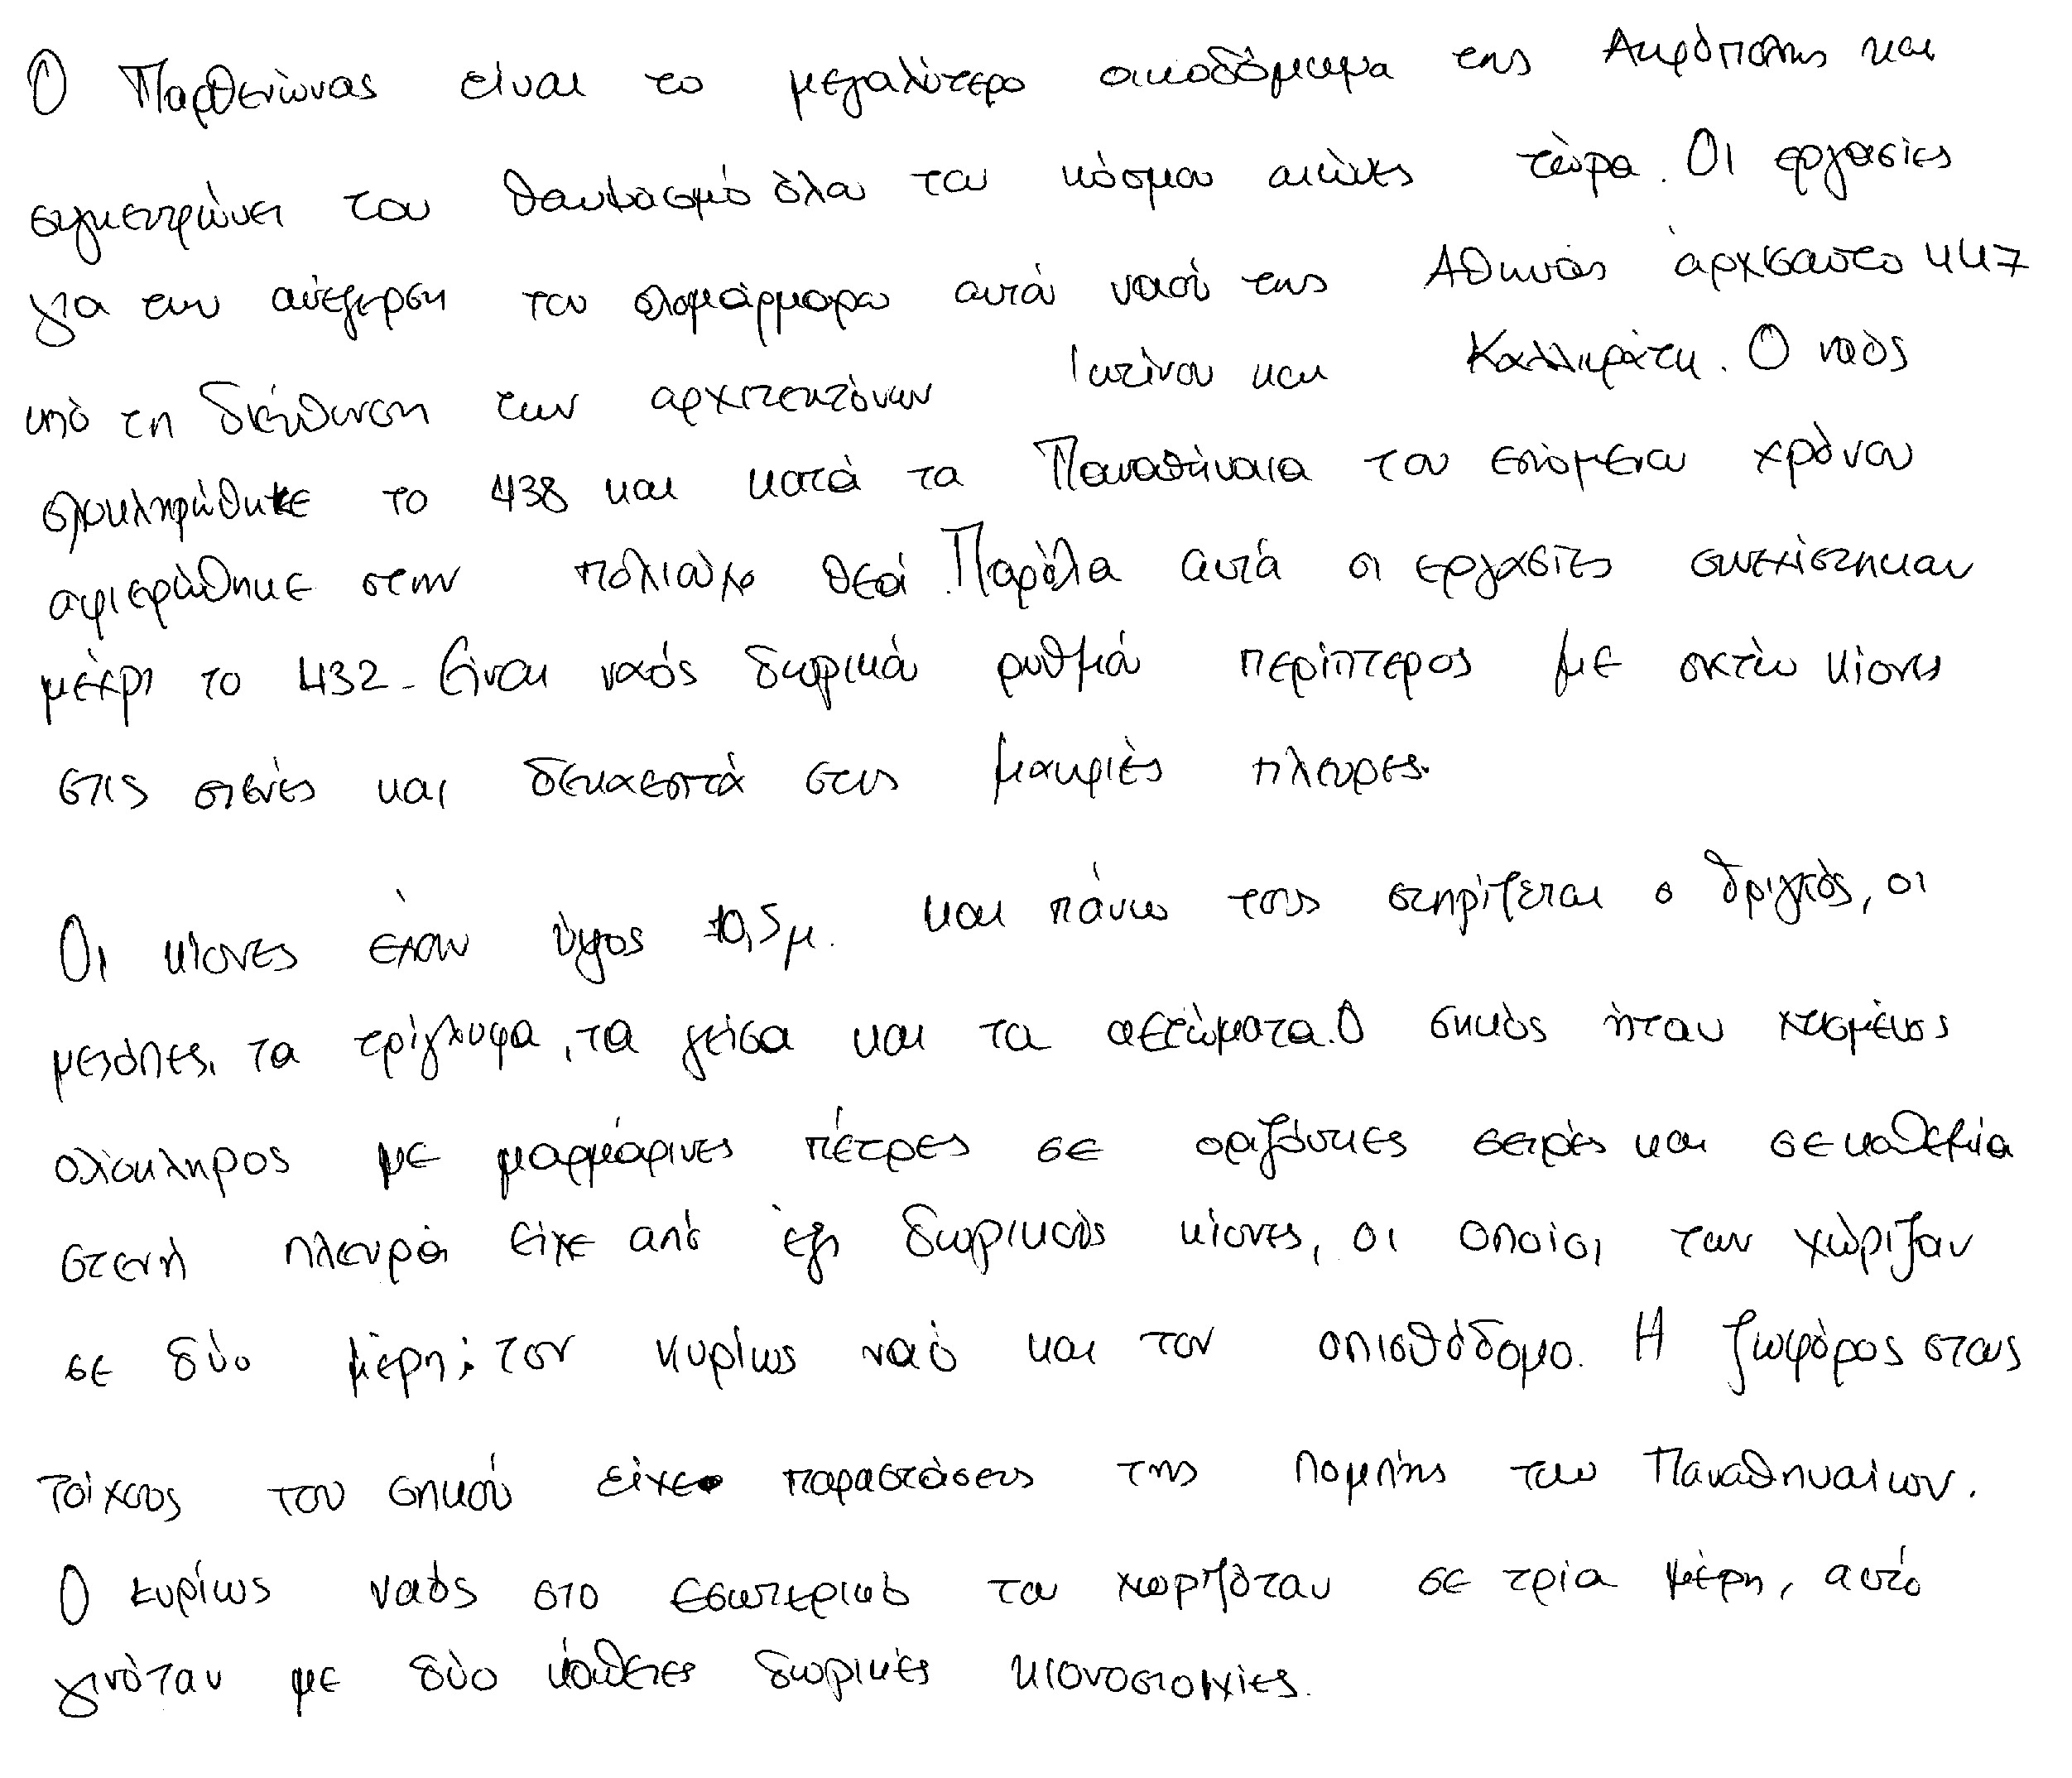 Ο Παρθενώνας είναι το μεγαλύτερο οικοδόμημα της Ακρόπολης και
συγκεντρώνει τον θαυμασμό όλου του κόσμου αιώνες τώρα. Οι εργασίες
για την ανέγερση του ολομάρμαρου αυτού ναού της Αθηνάς άρχισαν το 447
υπό τη διεύθυνση των αρχιτεκτόνων Ικτίνου και Καλλικράτη. Ο ναός
ολοκληρώθηκε το 438 και κατά τα Παναθήναια του επόμενου χρόνου
αφιερώθηκε στην πολιούχο θεά. Παρόλα αυτά οι εργασίες συνεχίστηκαν
μέχρι το 432. Είναι ναός δωρικού ρυθμού περίπτερος με οκτώ κίονες
στις στενές και δεκαεπτά στις μακριές πλευρες.
Οι κίονες έχουν ύψος 10,5μ. και πάνω τους στηρίζεται ο θριγκός, οι
μετόπες, τα τρίγλυφα, τα γείσα και τα αετώματα. Ο σηκός ήταν χτισμένος
ολόκληρος με μαρμάρινες πέτρες σε οριζόντιες σειρές και σε καθεμία
στενή πλευρά είχε από έξι δωρικούς κίονες, οι οποίοι τον χώριζαν
σε δύο μέρη; τον κυρίως ναό και τον οπισθόδομο. Η ζωφόρος στους
τοίχους του σηκού είχε παραστάσεις της πομπής των Παναθηναίων.
Ο κυρίως ναός στο εσωτερικό του χωριζόταν σε τρία μέρη, αυτό
γινόταν με δύο κάθετες δωρικές κιονοστοιχίες.